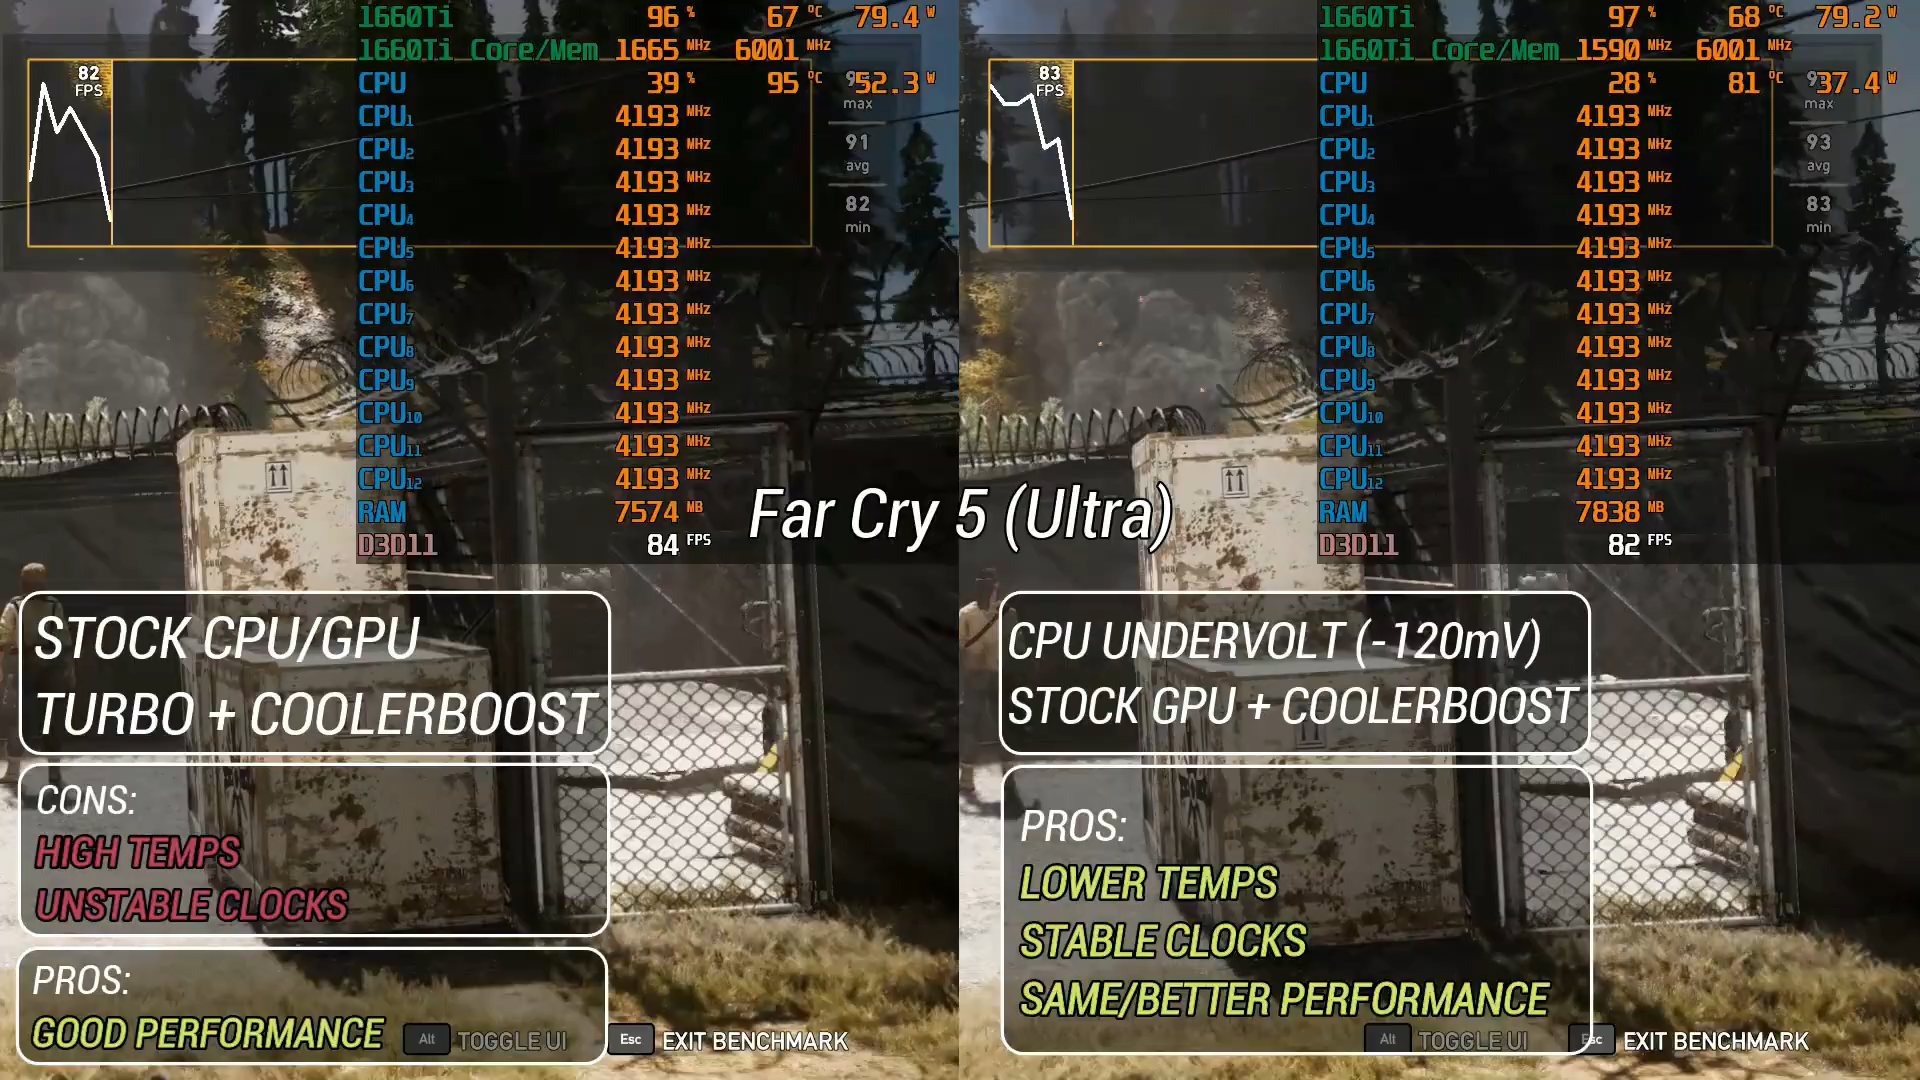 1660Ti 96 % 67 °C 79.4 W
1660Ti Core/Mem 1665 MHz 6001 MHz
CPU 39 % 95 °C 52.3 W
CPU1 4193 MHz
CPU2 4193 MHz
CPU3 4193 MHz
CPU4 4193 MHz
CPU5 4193 MHz
CPU6 4193 MHz
CPU7 4193 MHz
CPU8 4193 MHz
CPU9 4193 MHz
CPU10 4193 MHz
CPU11 4193 MHz
CPU12 4193 MHz
RAM 7574 MB
D3D11 84 FPS
82
FPS
max
91
avg
82
min
1660Ti 97 % 68 °C 79.2 W
1660Ti Core/Mem 1590 MHz 6001 MHz
CPU 28 % 81 °C 37.4 W
CPU1 4193 MHz
CPU2 4193 MHz
CPU3 4193 MHz
CPU4 4193 MHz
CPU5 4193 MHz
CPU6 4193 MHz
CPU7 4193 MHz
CPU8 4193 MHz
CPU9 4193 MHz
CPU10 4193 MHz
CPU11 4193 MHz
CPU12 4193 MHz
RAM 7838 MB
D3D11 82 FPS
83
FPS
max
93
avg
83
min
Far Cry 5 (Ultra)
STOCK CPU/GPU
TURBO + COOLERBOOST
CONS:
HIGH TEMPS
UNSTABLE CLOCKS
PROS:
GOOD PERFORMANCE
Alt TOGGLE UI Esc EXIT BENCHMARK
CPU UNDERVOLT (-120mV)
STOCK GPU + COOLERBOOST
PROS:
LOWER TEMPS
STABLE CLOCKS
SAME/BETTER PERFORMANCE
Alt TOGGLE UI Esc EXIT BENCHMARK